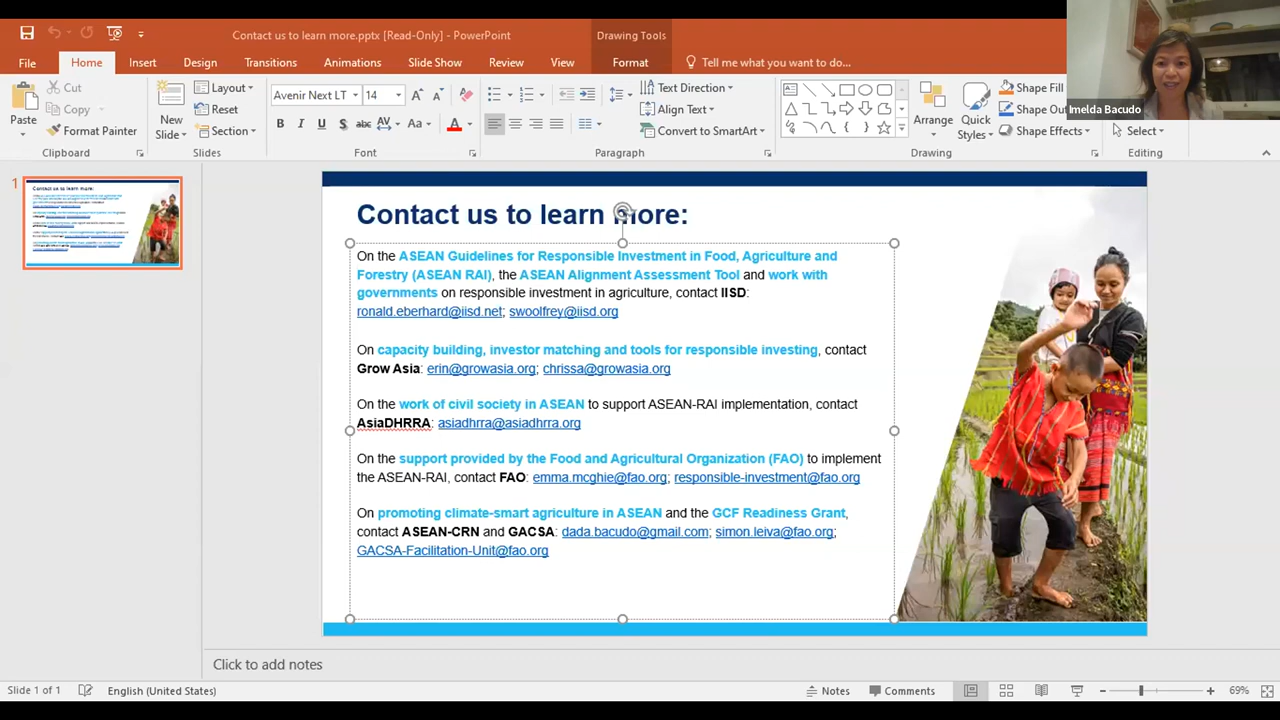 Contact us to learn more.pptx [Read-Only] - PowerPoint
Drawing Tools
File Home Insert Design Transitions Animations Slide Show Review View Format Tell me what you want to do...
Imelda Bacudo
Paste
Cut
Copy
Format Painter
Clipboard
New Slide
Layout
Reset
Section
Slides
Avenir Next LT 14
B I U S abc AV Aa A
Font
Text Direction
Align Text
Convert to SmartArt
Paragraph
Arrange
Quick Styles
Shape Fill
Shape Effects
Drawing
Select
Editing
1
Contact us to learn more:
On the ASEAN Guidelines for Responsible Investment in Food, Agriculture and
Forestry (ASEAN RAI), the ASEAN Alignment Assessment Tool and work with
governments on responsible investment in agriculture, contact IISD:
ronald.eberhard@iisd.net; swoolfrey@iisd.org
On capacity building, investor matching and tools for responsible investing, contact
Grow Asia: erin@growasia.org; chrissa@growasia.org
On the work of civil society in ASEAN to support ASEAN-RAI implementation, contact
AsiaDHRRA: asiadhrra@asiadhrra.org
On the support provided by the Food and Agricultural Organization (FAO) to implement
the ASEAN-RAI, contact FAO: emma.mcghie@fao.org; responsible-investment@fao.org
On promoting climate-smart agriculture in ASEAN and the GCF Readiness Grant,
contact ASEAN-CRN and GACSA: dada.bacudo@gmail.com; simon.leiva@fao.org;
GACSA-Facilitation-Unit@fao.org
Click to add notes
Slide 1 of 1 English (United States) Notes Comments 69%